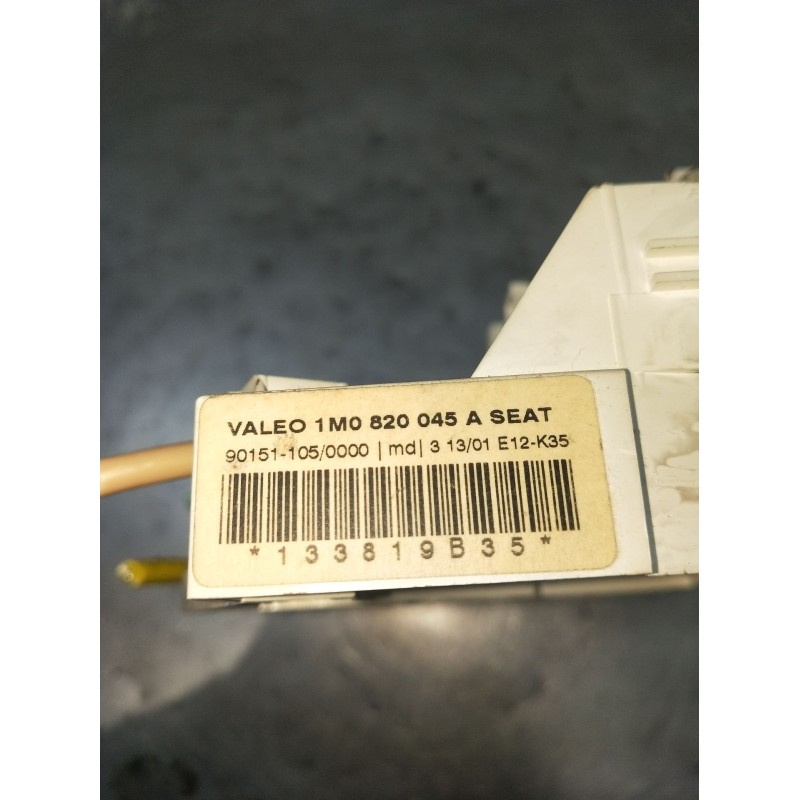 VALEO 1M0 820 045 A SEAT
90151-105/0000 | md | 3 13/01 E12-K35
*133819B35*